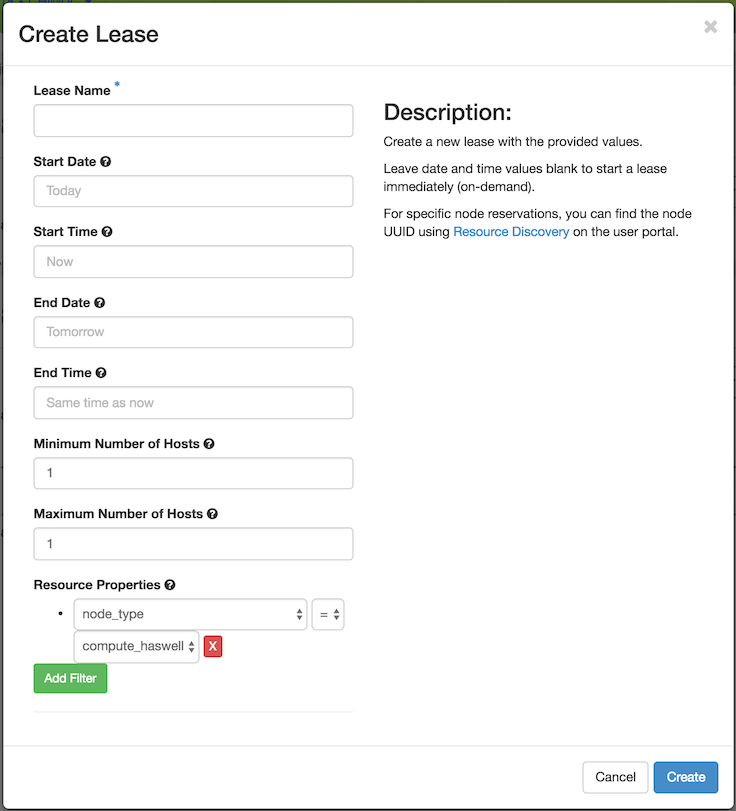 Create Lease
×
Lease Name *
Start Date ?
Today
Start Time ?
Now
End Date ?
Tomorrow
End Time ?
Same time as now
Minimum Number of Hosts ?
1
Maximum Number of Hosts ?
1
Resource Properties ?
• node_type =
compute_haswell X
Add Filter
Description:
Create a new lease with the provided values.
Leave date and time values blank to start a lease
immediately (on-demand).
For specific node reservations, you can find the node
UUID using Resource Discovery on the user portal.
Cancel Create